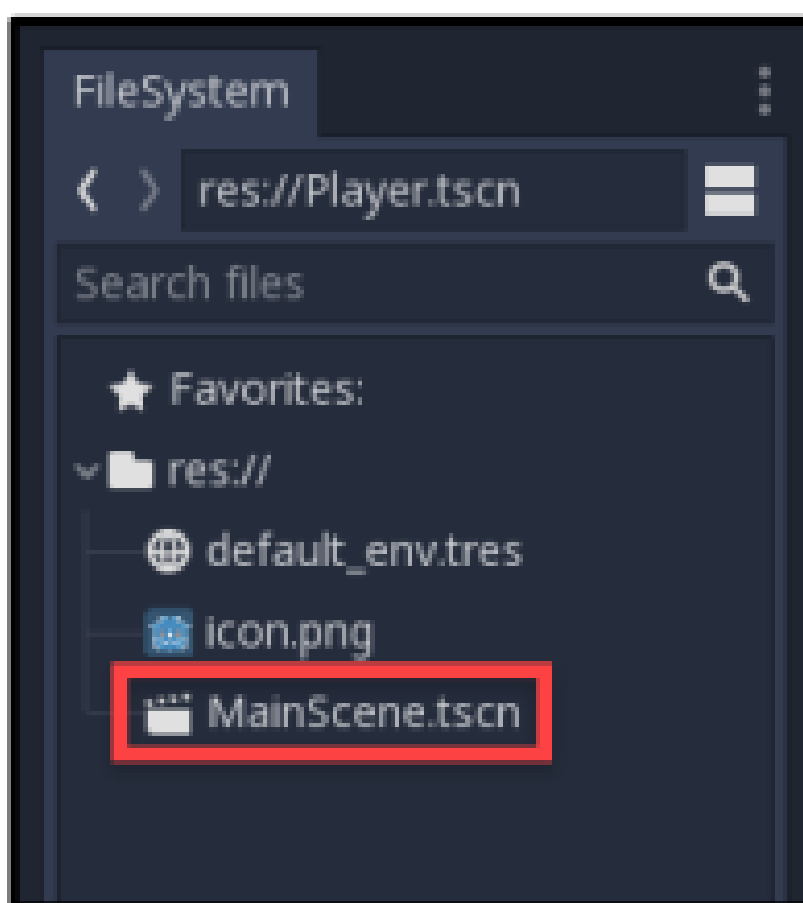 FileSystem
res://Player.tscn
Search files
Favorites:
res://
default_env.tres
icon.png
MainScene.tscn